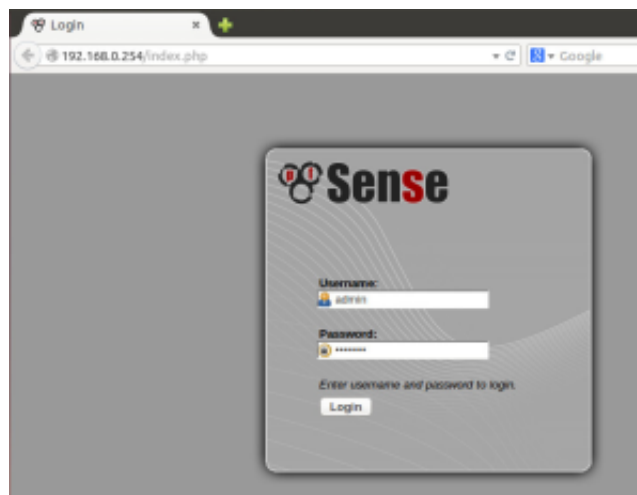 Login
192.168.0.254/index.php
Google
pf Sense
Username:
admin
Password:
•••••••
Enter username and password to login.
Login